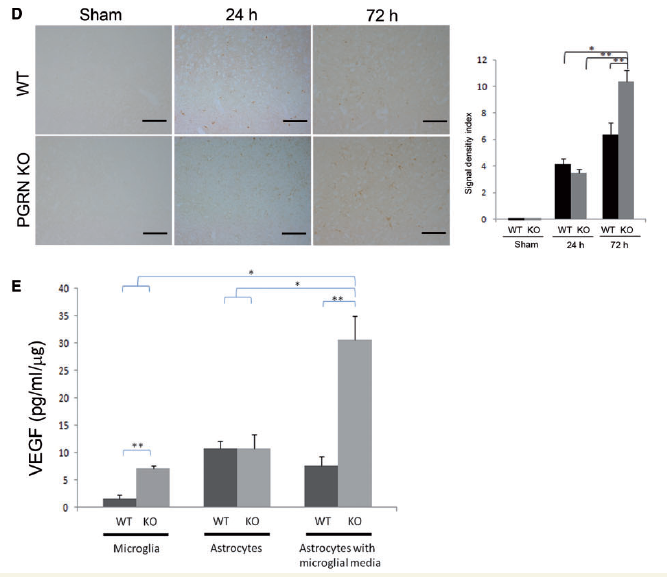 D
Sham 24 h 72 h
WT
PGRN KO
Signal densitiy index
12
10
8
6
4
2
0
* ** **
WT KO WT KO WT KO
Sham 24 h 72 h
E
VEGF (pg/ml/µg)
40
35
30
25
20
15
10
5
0
*
*
**
**
WT KO WT KO WT KO
Microglia Astrocytes Astrocytes with
microglial media